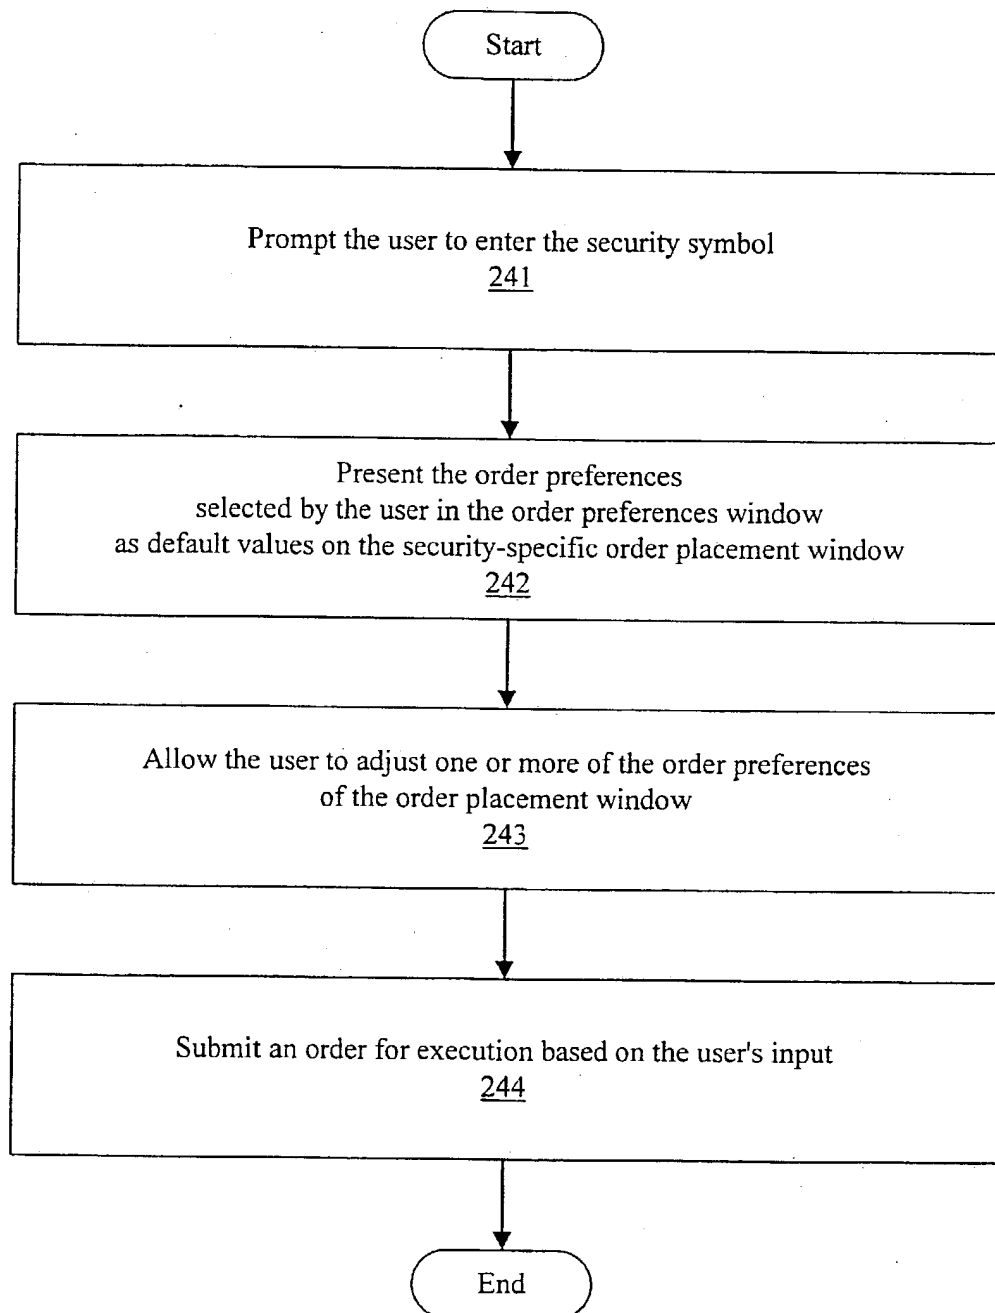 Start
Prompt the user to enter the security symbol
241
Present the order preferences
selected by the user in the order preferences window
as default values on the security-specific order placement window
242
Allow the user to adjust one or more of the order preferences
of the order placement window
243
Submit an order for execution based on the user's input
244
End